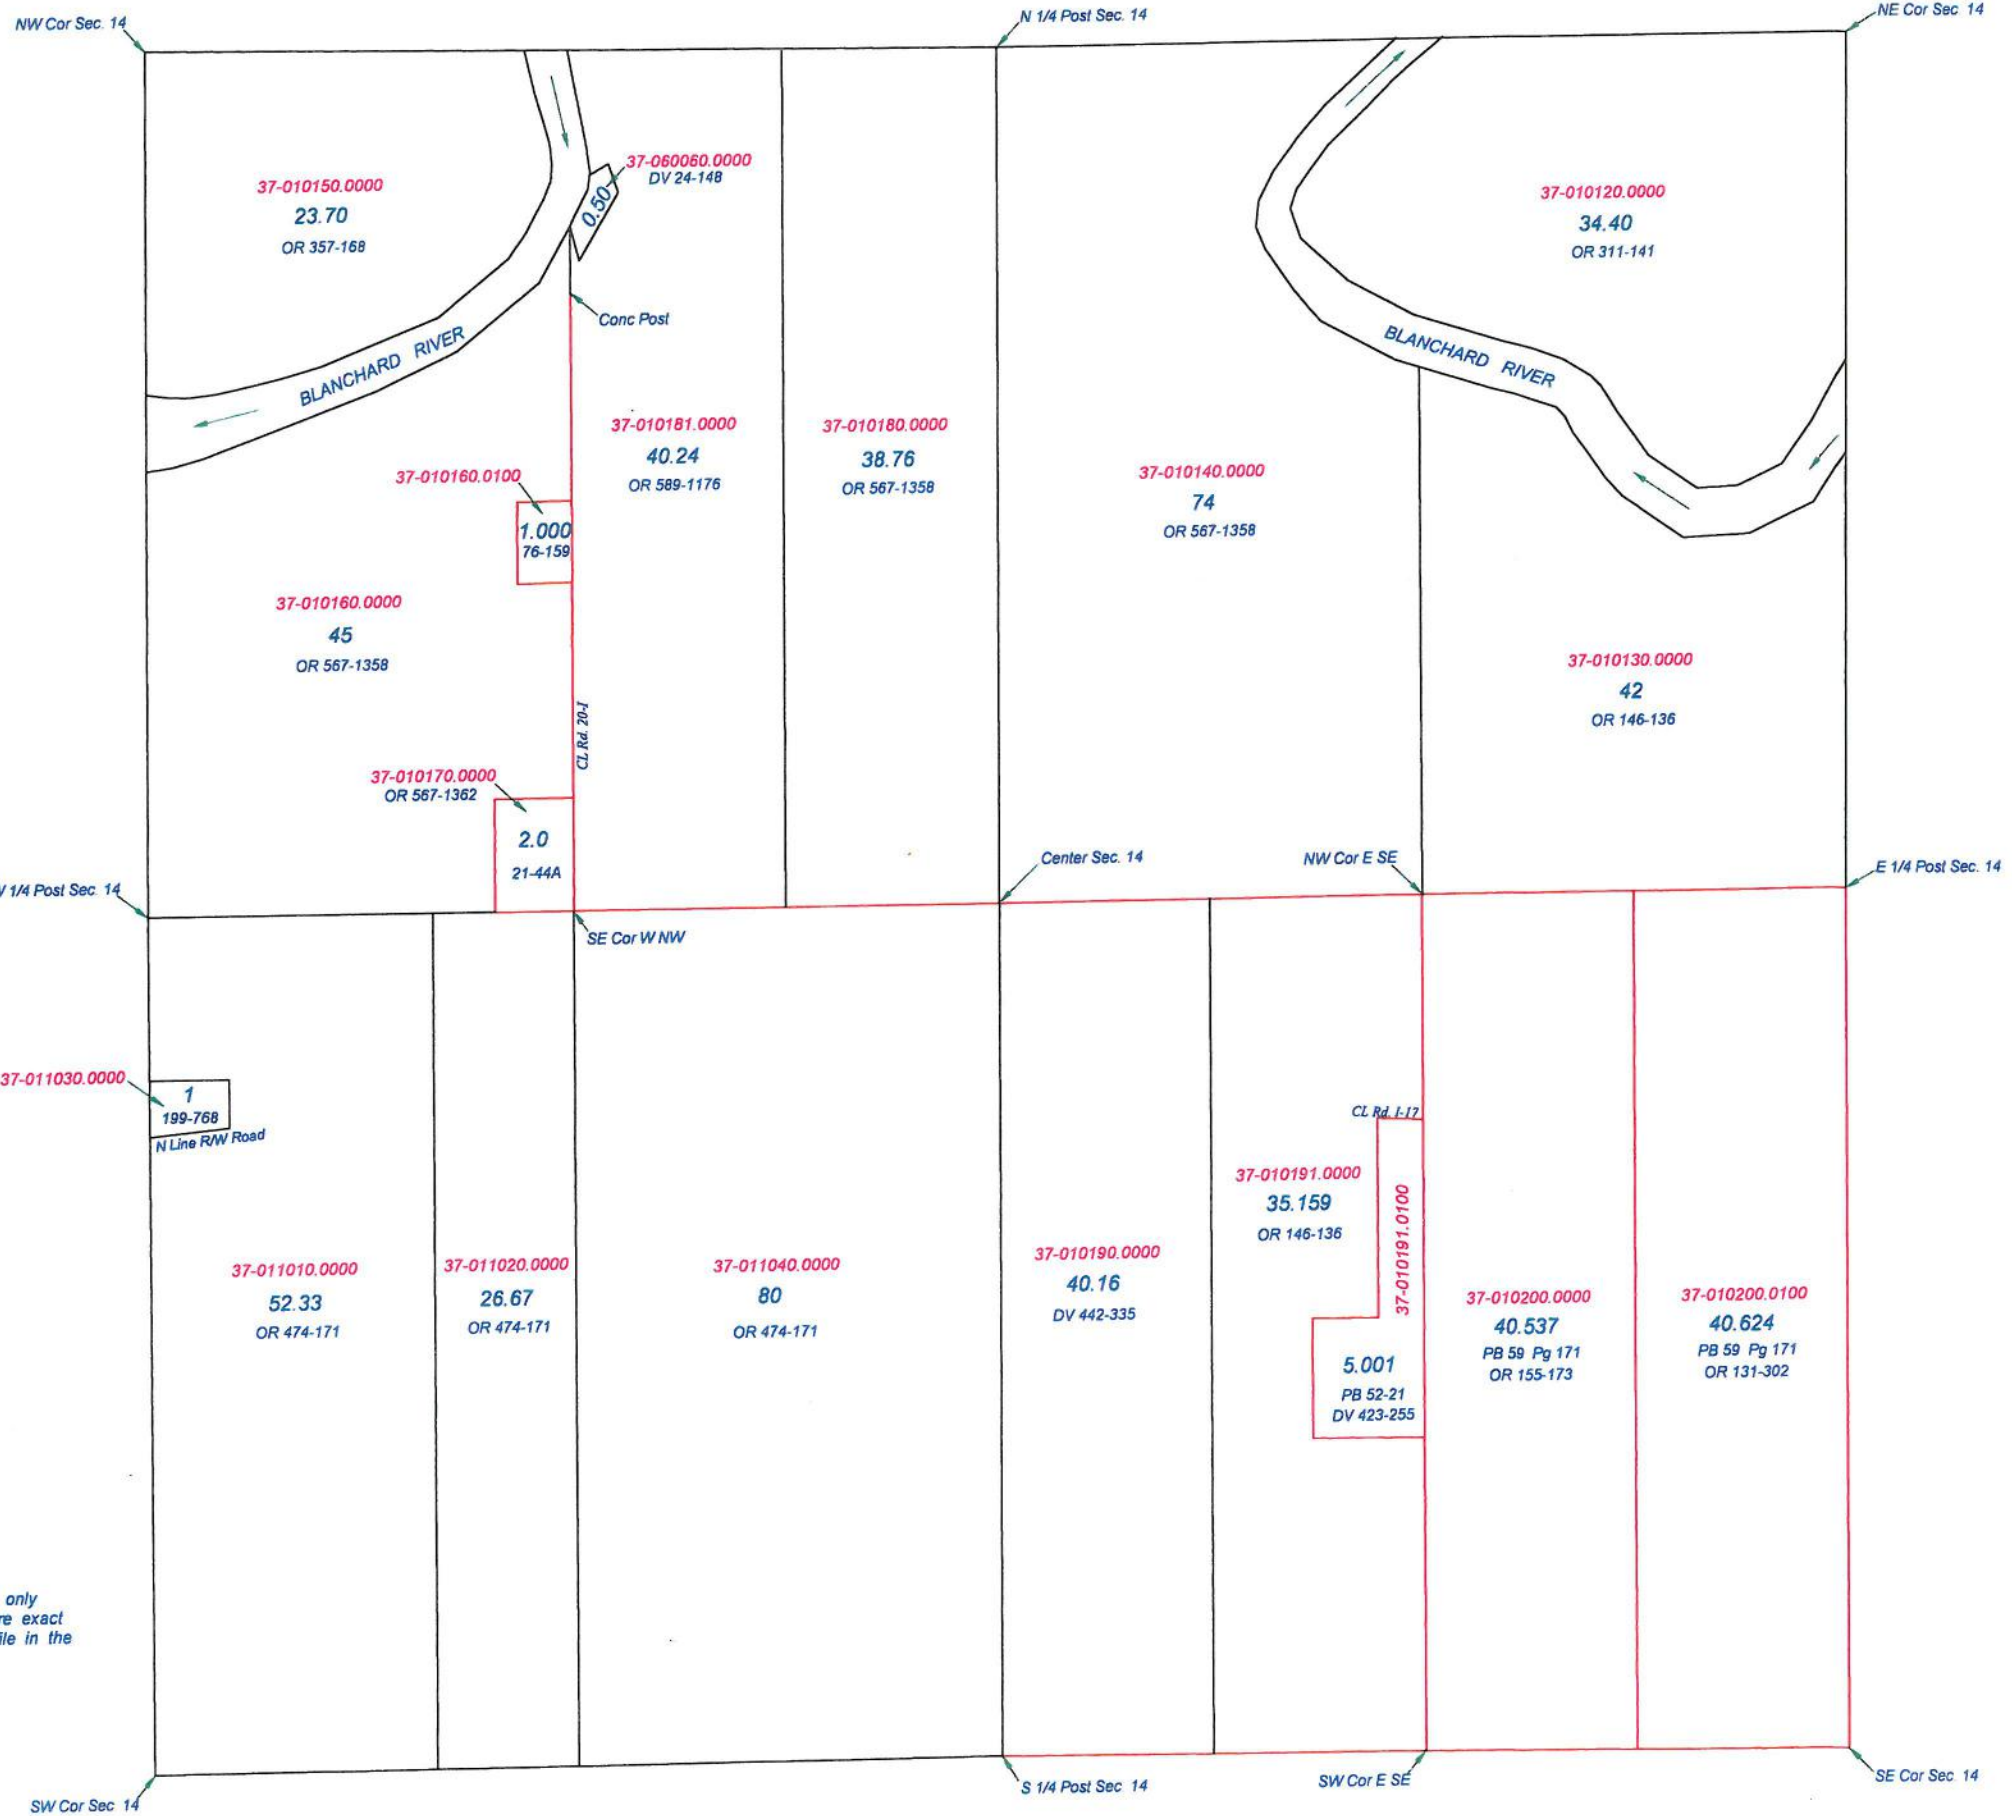 NW Cor Sec. 14
N 1/4 Post Sec. 14
NE Cor Sec 14
37-010150.0000
23.70
OR 357-168
37-060060.0000
DV 24-148
0.50
37-010120.0000
34.40
OR 311-141
Conc Post
BLANCHARD RIVER
BLANCHARD RIVER
37-010181.0000
40.24
OR 589-1176
37-010180.0000
38.76
OR 567-1358
37-010140.0000
74
OR 567-1358
37-010160.0100
1.000
76-159
37-010160.0000
45
OR 567-1358
37-010130.0000
42
OR 146-136
CL Rd. 20-I
37-010170.0000
OR 567-1362
2.0
21-44A
1/4 Post Sec. 14
Center Sec. 14
NW Cor E SE
E 1/4 Post Sec. 14
SE Cor W NW
37-011030.0000
1
199-768
N Line R/W Road
CL Rd. I-17
37-010191.0000
35.159
OR 146-136
37-010191.0100
37-011010.0000
52.33
OR 474-171
37-011020.0000
26.67
OR 474-171
37-011040.0000
80
OR 474-171
37-010190.0000
40.16
DV 442-335
5.001
PB 52-21
DV 423-255
37-010200.0000
40.537
PB 59 Pg 171
OR 155-173
37-010200.0100
40.624
PB 59 Pg 171
OR 131-302
only
exact
in the
SW Cor Sec 14
S 1/4 Post Sec 14
SW Cor E SE
SE Cor Sec. 14